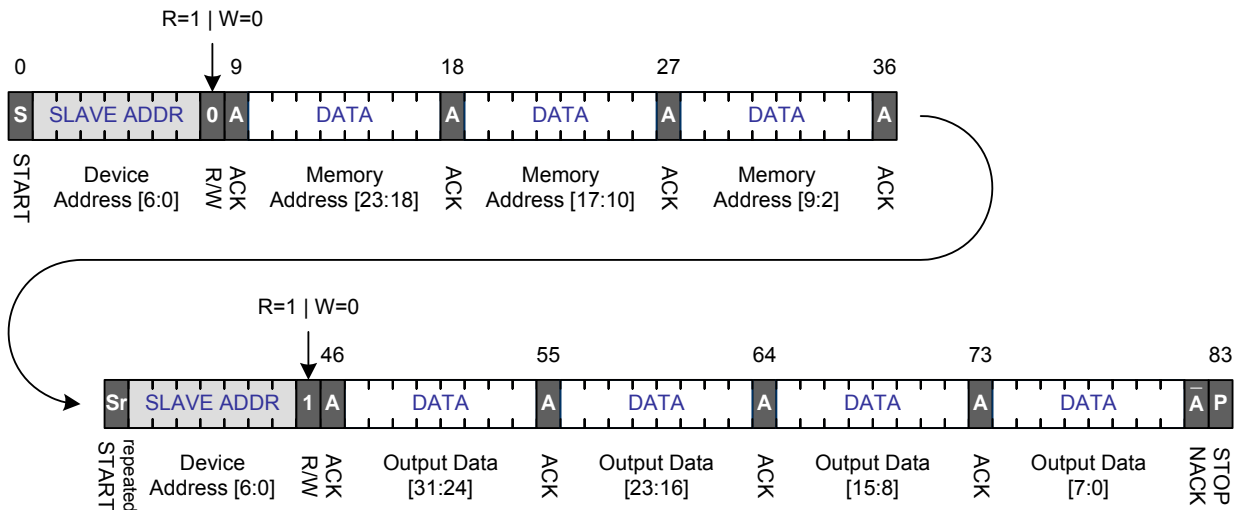 R=1 | W=0
0 9 18 27 36
S SLAVE ADDR 0 A DATA A DATA A DATA A
START Device Address [6:0] R/W ACK Memory Address [23:18] ACK Memory Address [17:10] ACK Memory Address [9:2] ACK
R=1 | W=0
46 55 64 73 83
Sr SLAVE ADDR 1 A DATA A DATA A DATA A DATA A̅ P
repeated START Device Address [6:0] R/W ACK Output Data [31:24] ACK Output Data [23:16] ACK Output Data [15:8] ACK Output Data [7:0] NACK STOP